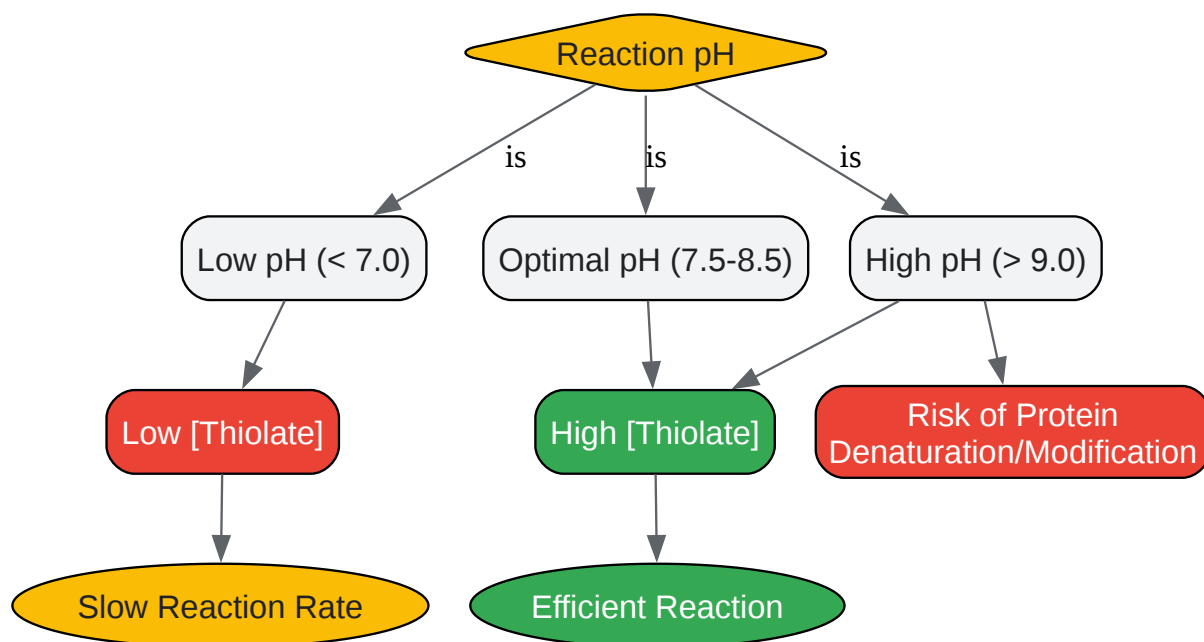 Reaction pH
is
is
is
Low pH (< 7.0)
Optimal pH (7.5-8.5)
High pH (> 9.0)
Low [Thiolate]
High [Thiolate]
Risk of Protein
Denaturation/Modification
Slow Reaction Rate
Efficient Reaction